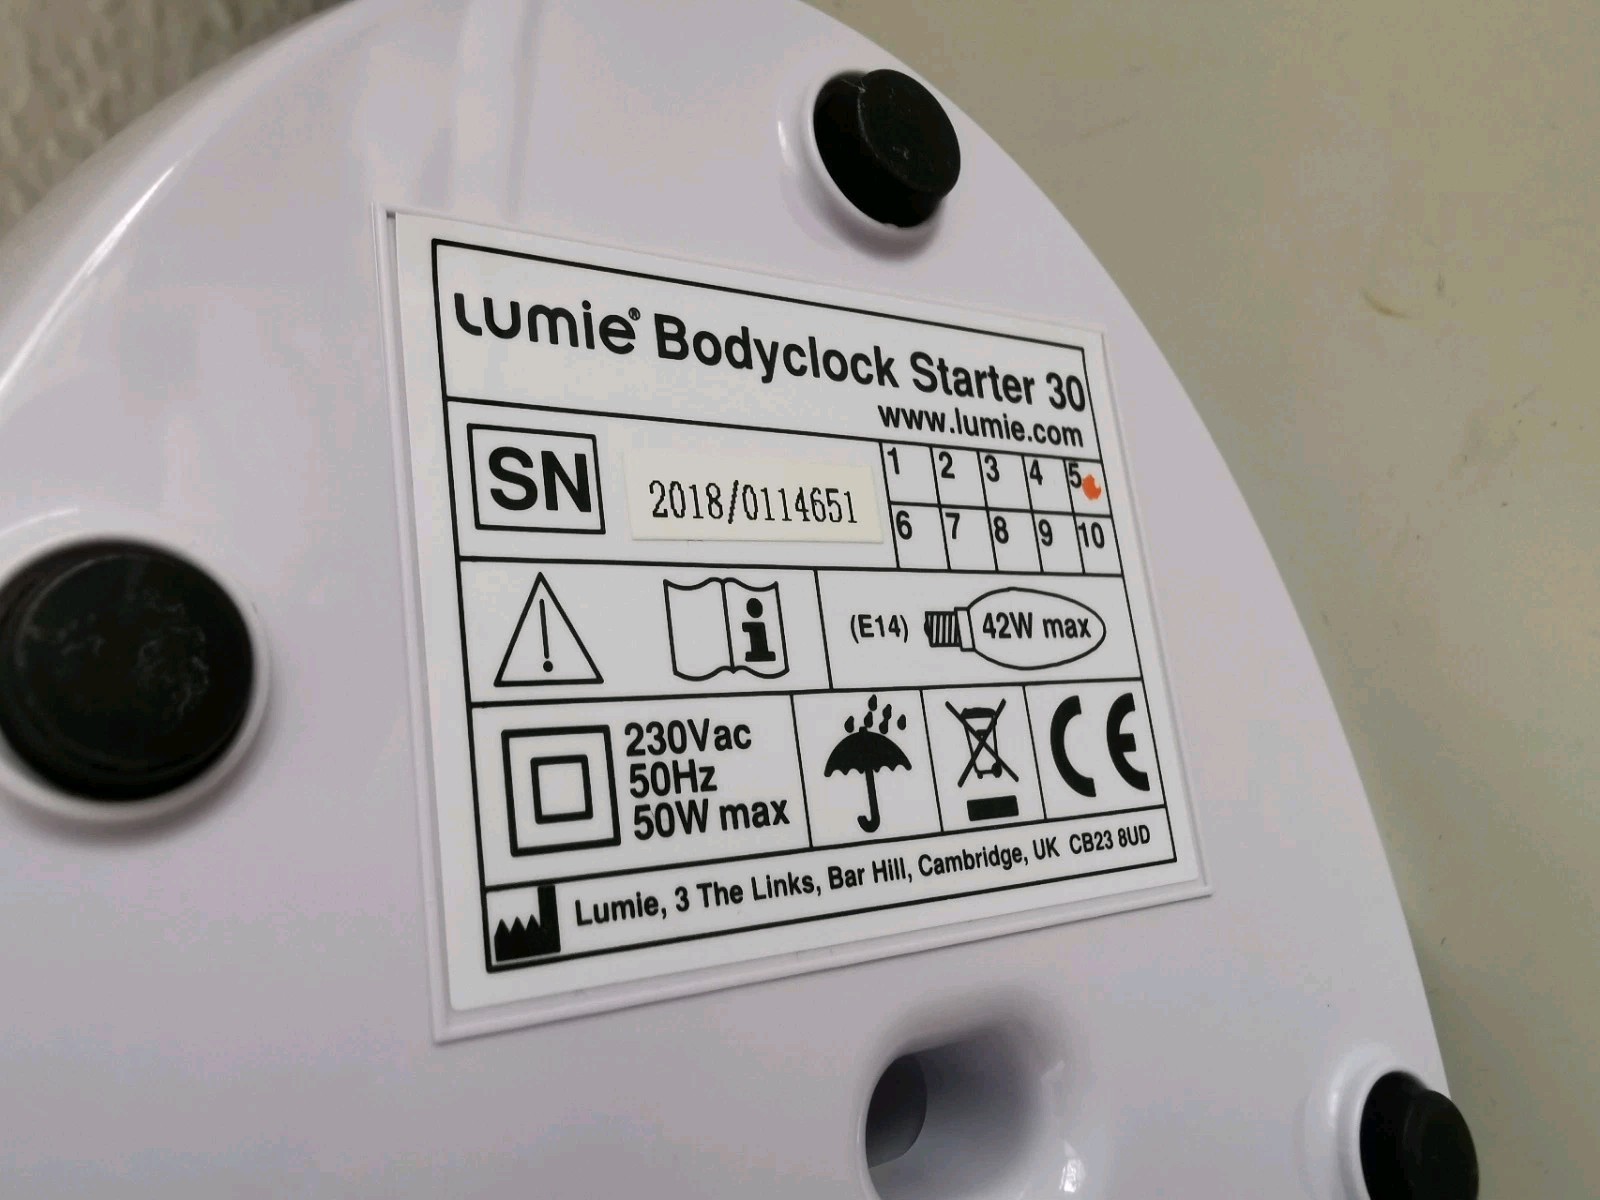 Lumie® Bodyclock Starter 30
www.lumie.com
SN 2018/0114651
1 2 3 4 5
6 7 8 9 10
(E14) 42W max
230Vac
50Hz
50W max
CE
Lumie, 3 The Links, Bar Hill, Cambridge, UK CB23 8UD